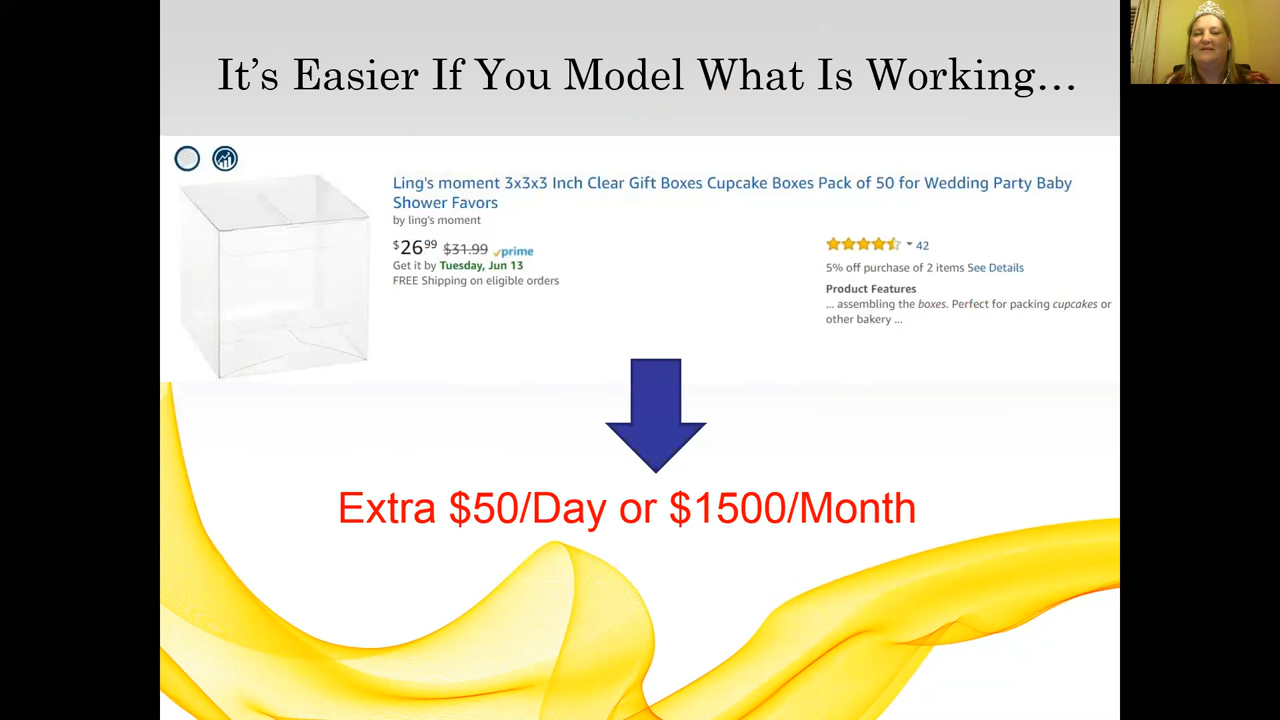 It's Easier If You Model What Is Working...
Ling's moment 3x3x3 Inch Clear Gift Boxes Cupcake Boxes Pack of 50 for Wedding Party Baby
Shower Favors
by ling's moment
$26 99 $31.99 prime
Get it by Tuesday, Jun 13
FREE Shipping on eligible orders
42
5% off purchase of 2 items See Details
Product Features
... assembling the boxes. Perfect for packing cupcakes or
other bakery ...
Extra $50/Day or $1500/Month